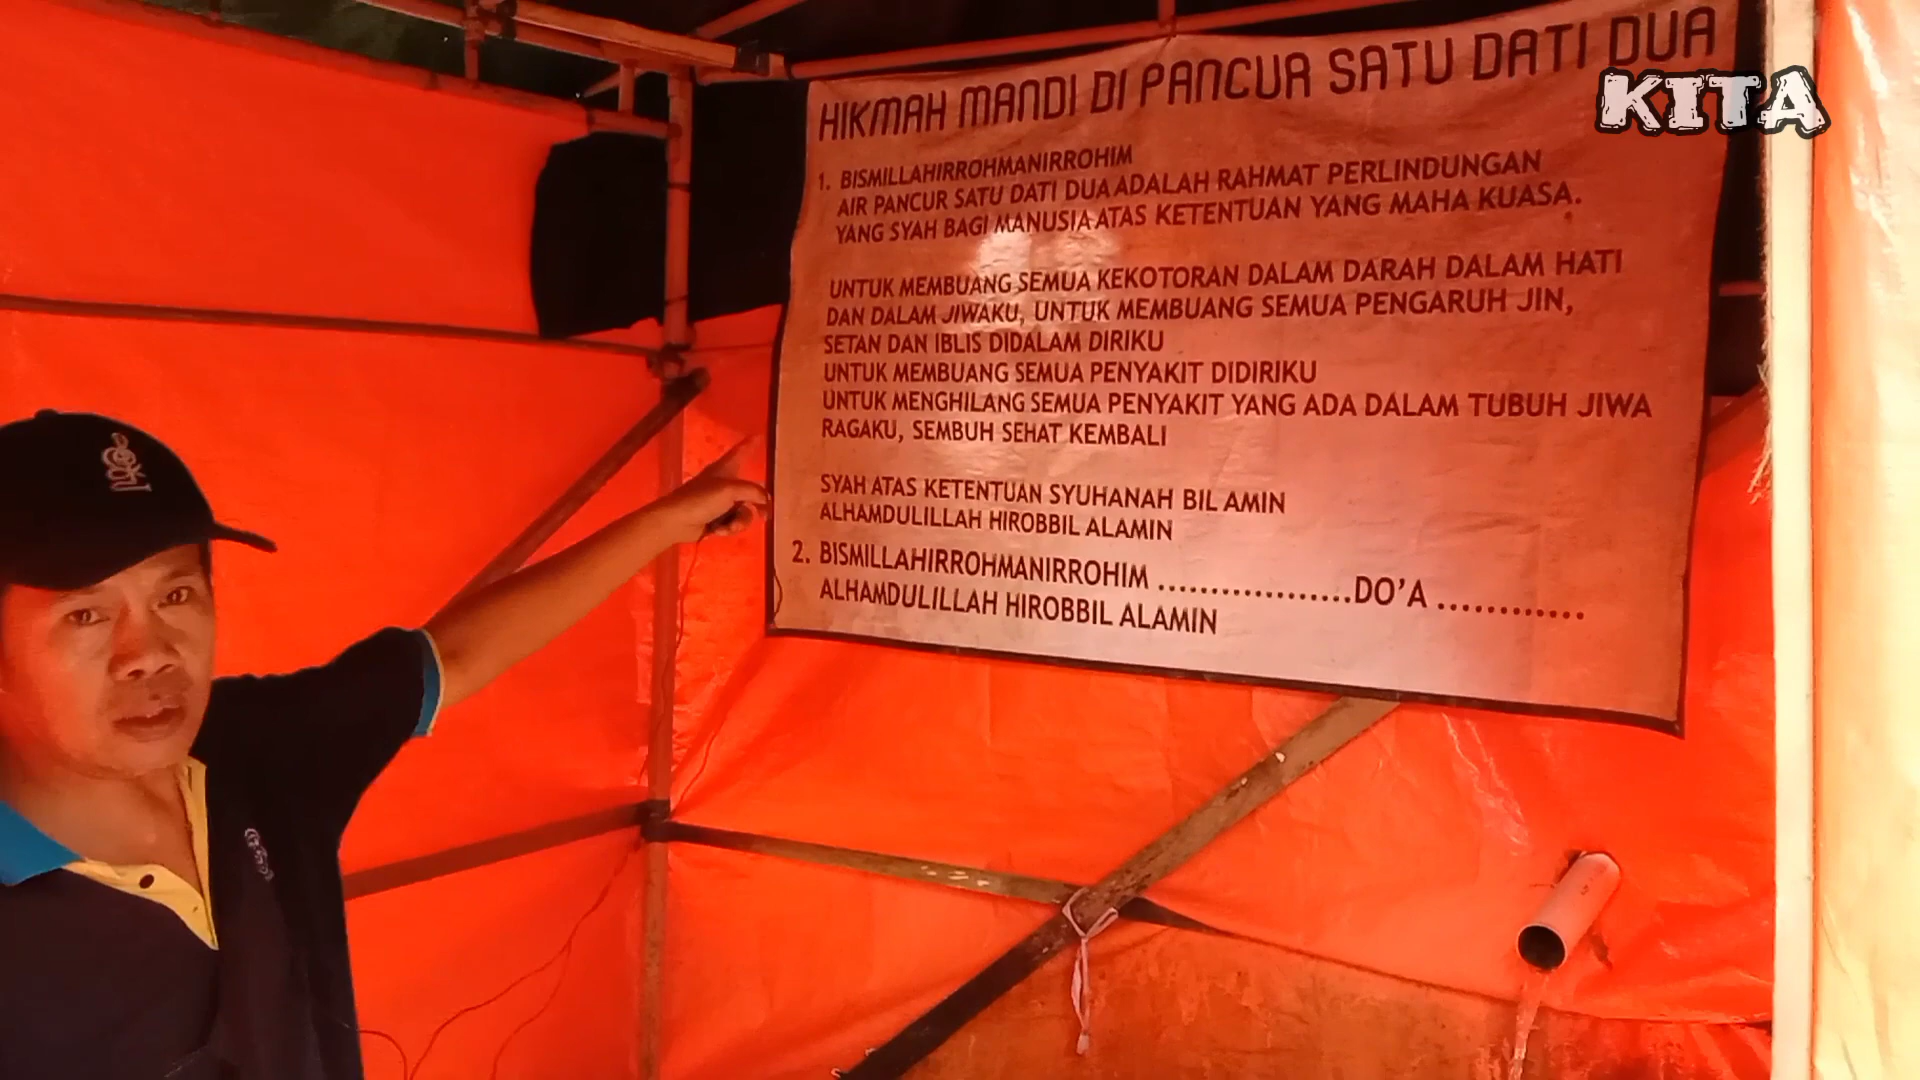 HIKMAH MANDI DI PANCUR SATU DATI DUA
KITA
1. BISMILLAHIRROHMANIRROHIM
AIR PANCUR SATU DATI DUA ADALAH RAHMAT PERLINDUNGAN
YANG SYAH BAGI MANUSIA ATAS KETENTUAN YANG MAHA KUASA.
UNTUK MEMBUANG SEMUA KEKOTORAN DALAM DARAH DALAM HATI
DAN DALAM JIWAKU, UNTUK MEMBUANG SEMUA PENGARUH JIN,
SETAN DAN IBLIS DIDALAM DIRIKU
UNTUK MEMBUANG SEMUA PENYAKIT DIDIRIKU
UNTUK MENGHILANG SEMUA PENYAKIT YANG ADA DALAM TUBUH JIWA
RAGAKU, SEMBUH SEHAT KEMBALI
SYAH ATAS KETENTUAN SYUHANAH BIL AMIN
ALHAMDULILLAH HIROBBIL ALAMIN
2. BISMILLAHIRROHMANIRROHIM ...................DO'A ............
ALHAMDULILLAH HIROBBIL ALAMIN